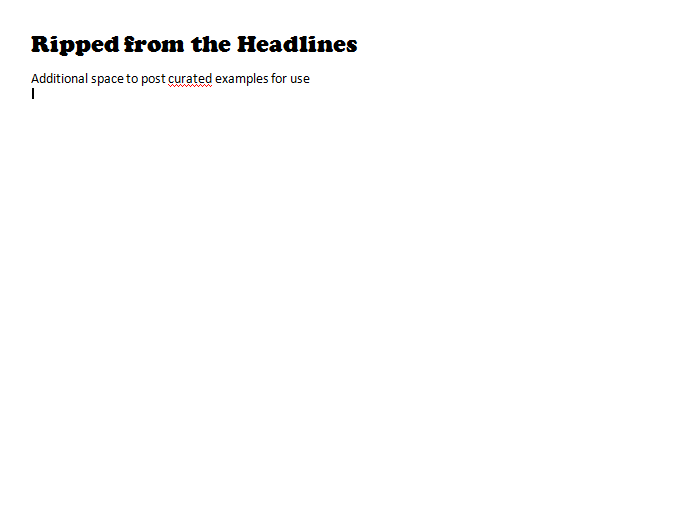 Ripped from the Headlines
Additional space to post curated examples for use